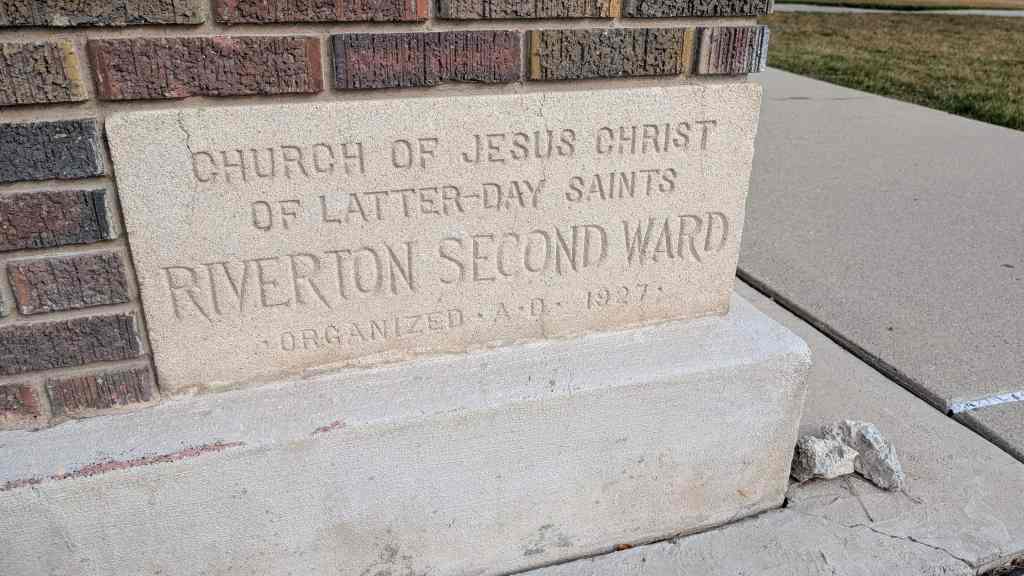 CHURCH OF JESUS CHRIST
OF LATTER-DAY SAINTS
RIVERTON SECOND WARD
·ORGANIZED·A·D·1927·